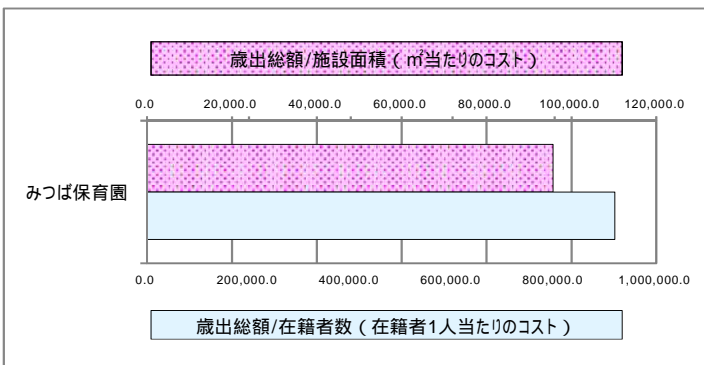 歳出総額/施設面積（㎡当たりのコスト）
0.0 20,000.0 40,000.0 60,000.0 80,000.0 100,000.0 120,000.0
みつば保育園
0.0 200,000.0 400,000.0 600,000.0 800,000.0 1,000,000.0
歳出総額/在籍者数（在籍者1人当たりのコスト）